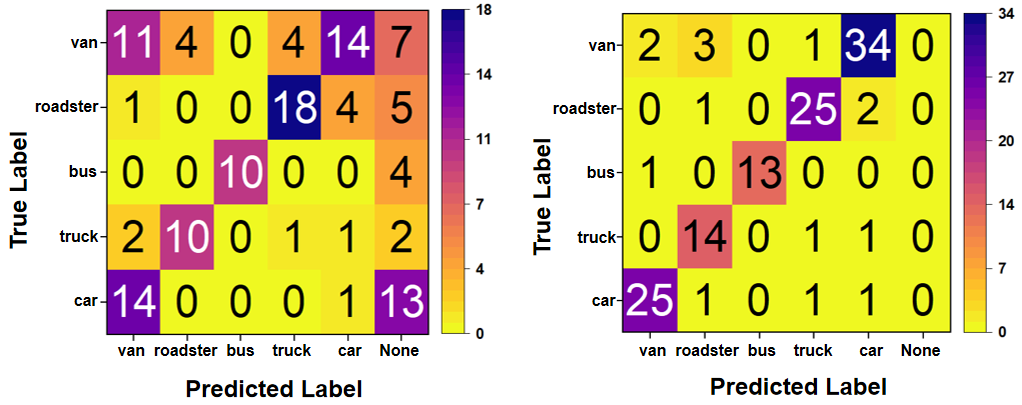 True Label
van 11 4 0 4 14 7
roadster 1 0 0 18 4 5
bus 0 0 10 0 0 4
truck 2 10 0 1 1 2
car 14 0 0 0 1 13
van roadster bus truck car None
Predicted Label
18
14
11
7
4
0
True Label
van 2 3 0 1 34 0
roadster 0 1 0 25 2 0
bus 1 0 13 0 0 0
truck 0 14 0 1 1 0
car 25 1 0 1 1 0
van roadster bus truck car None
Predicted Label
34
27
20
14
7
0